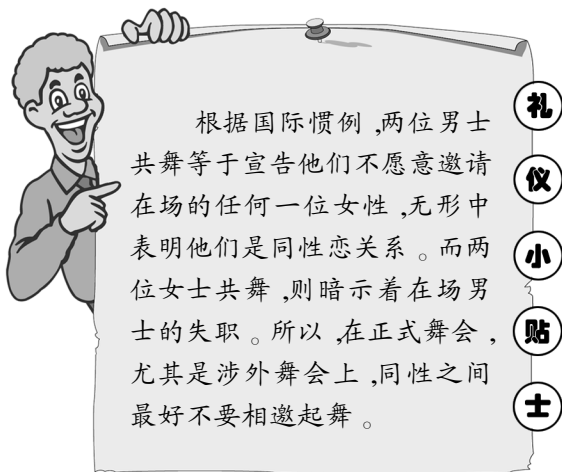 根据国际惯例,两位男士
共舞等于宣告他们不愿意邀请
在场的任何一位女性,无形中
表明他们是同性恋关系。而两
位女士共舞,则暗示着在场男
士的失职。所以,在正式舞会,
尤其是涉外舞会上,同性之间
最好不要相邀起舞。
礼
仪
小
贴
士